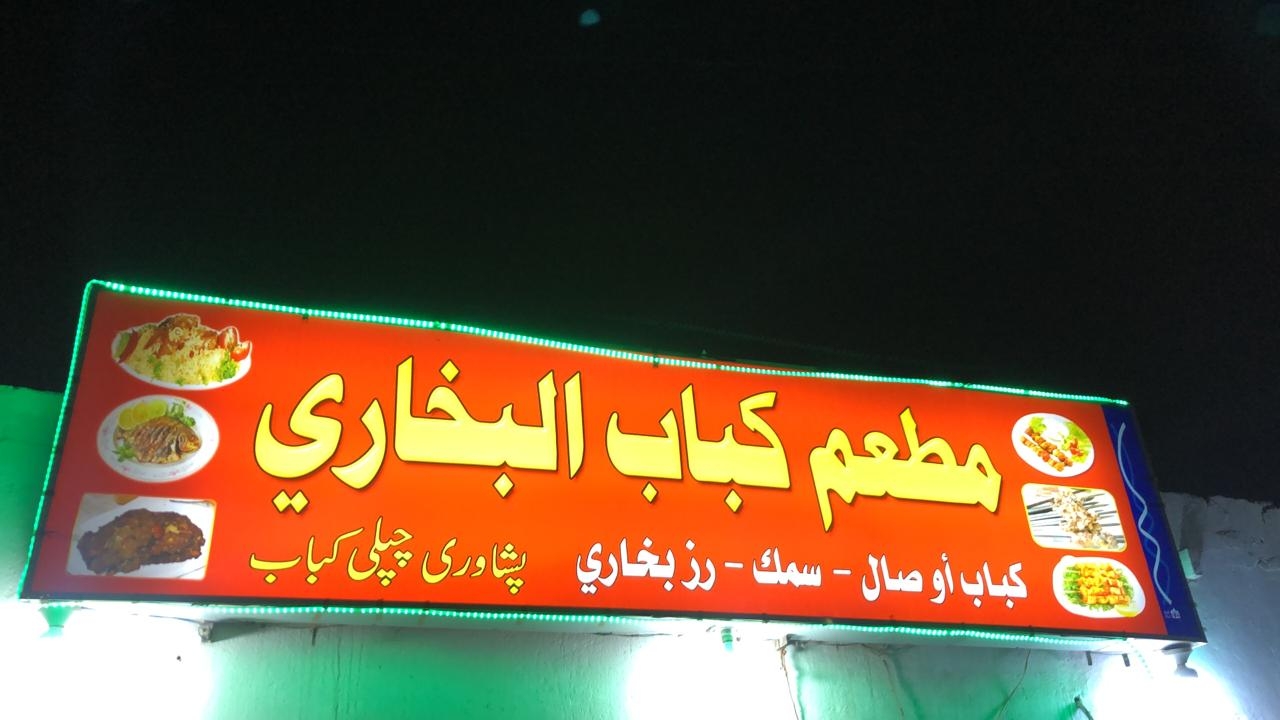 مطعم كباب البخاري
كباب أو صال - سمك - رز بخاري
پشاوری چپلی کباب